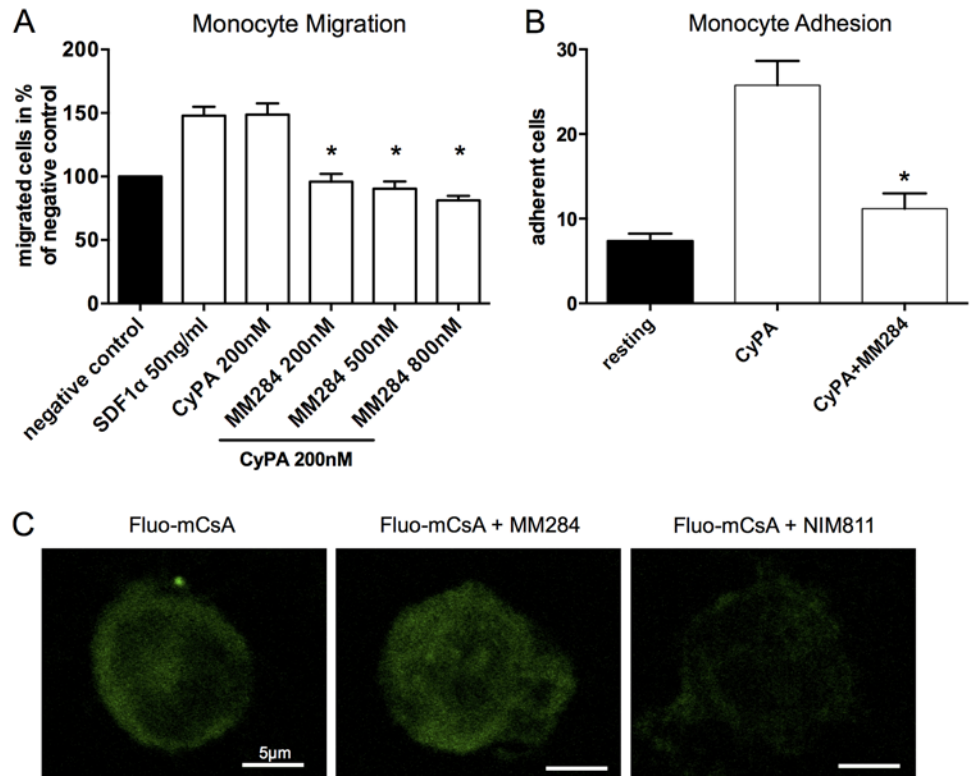 A
Monocyte Migration
migrated cells in %
of negative control
200
150
100
50
0
* * *
negative control
SDF1α 50ng/ml
CyPA 200nM
MM284 200nM
MM284 500nM
MM284 800nM
CyPA 200nM
B
Monocyte Adhesion
adherent cells
30
20
10
0
*
resting
CyPA
CyPA+MM284
C
Fluo-mCsA
Fluo-mCsA + MM284
Fluo-mCsA + NIM811
5µm